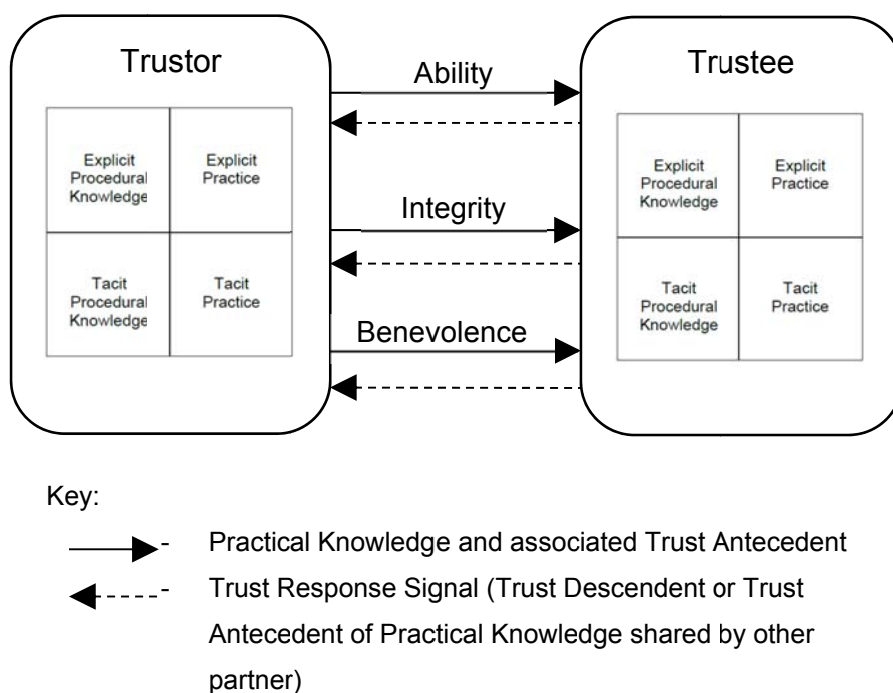 Trustor
Trustee
Ability
Integrity
Benevolence
Explicit
Procedural
Knowledge
Explicit
Practice
Tacit
Procedural
Knowledge
Tacit
Practice
Explicit
Procedural
Knowledge
Explicit
Practice
Tacit
Procedural
Knowledge
Tacit
Practice
Key:
- Practical Knowledge and associated Trust Antecedent
- Trust Response Signal (Trust Descendent or Trust
Antecedent of Practical Knowledge shared by other
partner)